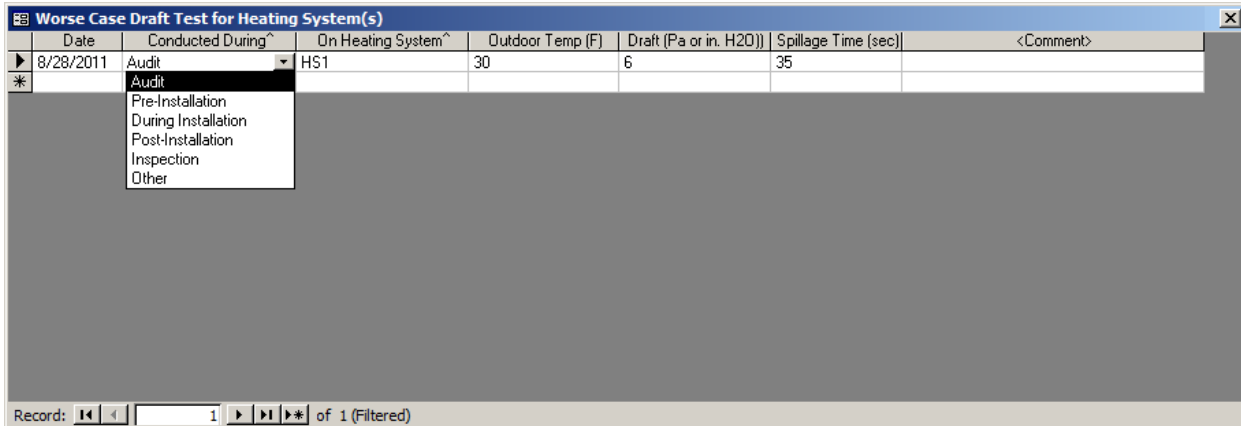 Worse Case Draft Test for Heating System(s)
Date Conducted During^ On Heating System^ Outdoor Temp (F) Draft (Pa or in. H2O)) Spillage Time (sec) <Comment>
8/28/2011 Audit HS1 30 6 35
Audit
Pre-Installation
During Installation
Post-Installation
Inspection
Other
Record: 1 of 1 (Filtered)